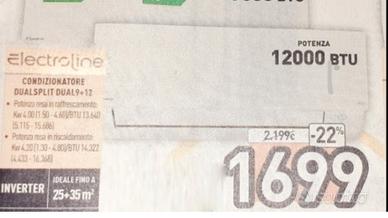 Electroline
CONDIZIONATORE
DUALSPLIT DUAL9+12
• Potenza resa in raffrescamento:
Kw 4.00 (1.50 - 4.60)/BTU 13.640
(5.115 - 15.686)
• Potenza resa in riscaldamento:
Kw 4.20 (1.30 - 4.80)/BTU 14.322
(4.433 - 16.368)
INVERTER
IDEALE FINO A
25+35 m²
POTENZA
12000 BTU
2.199€
-22%
1699